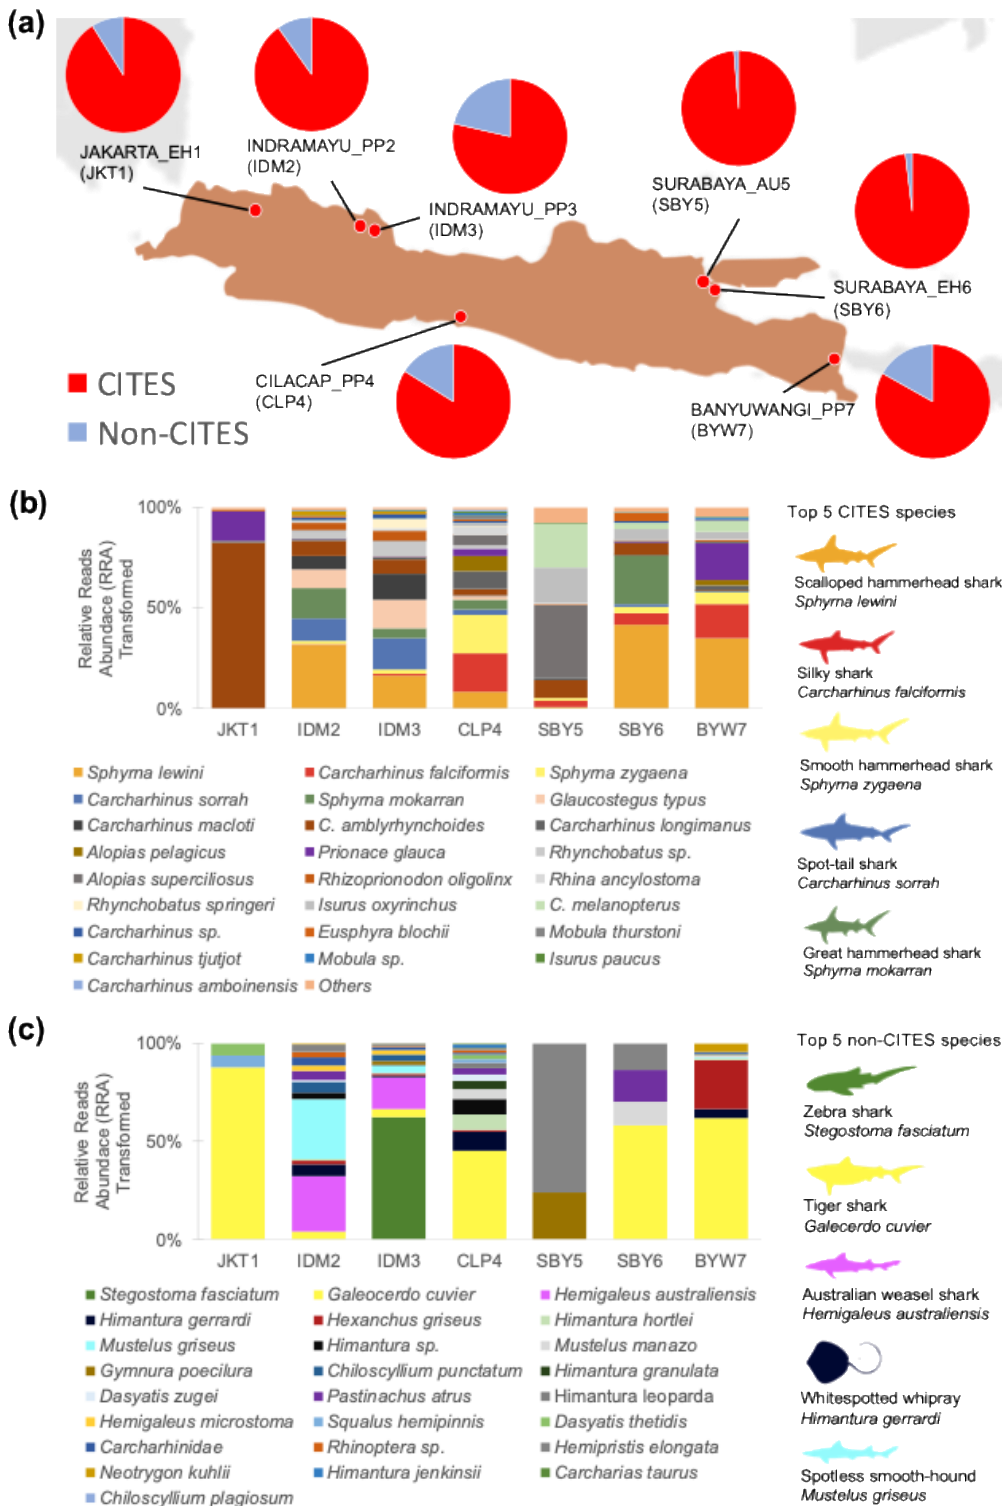 (a)
JAKARTA_EH1
(JKT1)
INDRAMAYU_PP2
(IDM2)
INDRAMAYU_PP3
(IDM3)
SURABAYA_AU5
(SBY5)
SURABAYA_EH6
(SBY6)
CILACAP_PP4
(CLP4)
BANYUWANGI_PP7
(BYW7)
CITES
Non-CITES
(b)
Relative Reads
Abundace (RRA)
Transformed
100%
50%
0%
JKT1 IDM2 IDM3 CLP4 SBY5 SBY6 BYW7
Sphyrna lewini Carcharhinus falciformis Sphyrna zygaena
Carcharhinus sorrah Sphyrna mokarran Glaucostegus typus
Carcharhinus macloti C. amblyrhynchoides Carcharhinus longimanus
Alopias pelagicus Prionace glauca Rhynchobatus sp.
Alopias superciliosus Rhizoprionodon oligolinx Rhina ancylostoma
Rhynchobatus springeri Isurus oxyrinchus C. melanopterus
Carcharhinus sp. Eusphyra blochii Mobula thurstoni
Carcharhinus tjutjot Mobula sp. Isurus paucus
Carcharhinus amboinensis Others
Top 5 CITES species
Scalloped hammerhead shark
Sphyrna lewini
Silky shark
Carcharhinus falciformis
Smooth hammerhead shark
Sphyrna zygaena
Spot-tail shark
Carcharhinus sorrah
Great hammerhead shark
Sphyrna mokarran
(c)
Relative Reads
Abundace (RRA)
Transformed
100%
50%
0%
JKT1 IDM2 IDM3 CLP4 SBY5 SBY6 BYW7
Stegostoma fasciatum Galeocerdo cuvier Hemigaleus australiensis
Himantura gerrardi Hexanchus griseus Himantura hortlei
Mustelus griseus Himantura sp. Mustelus manazo
Gymnura poecilura Chiloscyllium punctatum Himantura granulata
Dasyatis zugei Pastinachus atrus Himantura leoparda
Hemigaleus microstoma Squalus hemipinnis Dasyatis thetidis
Carcharhinidae Rhinoptera sp. Hemipristis elongata
Neotrygon kuhlii Himantura jenkinsii Carcharias taurus
Chiloscyllium plagiosum
Top 5 non-CITES species
Zebra shark
Stegostoma fasciatum
Tiger shark
Galecerdo cuvier
Australian weasel shark
Hemigaleus australiensis
Whitespotted whipray
Himantura gerrardi
Spotless smooth-hound
Mustelus griseus